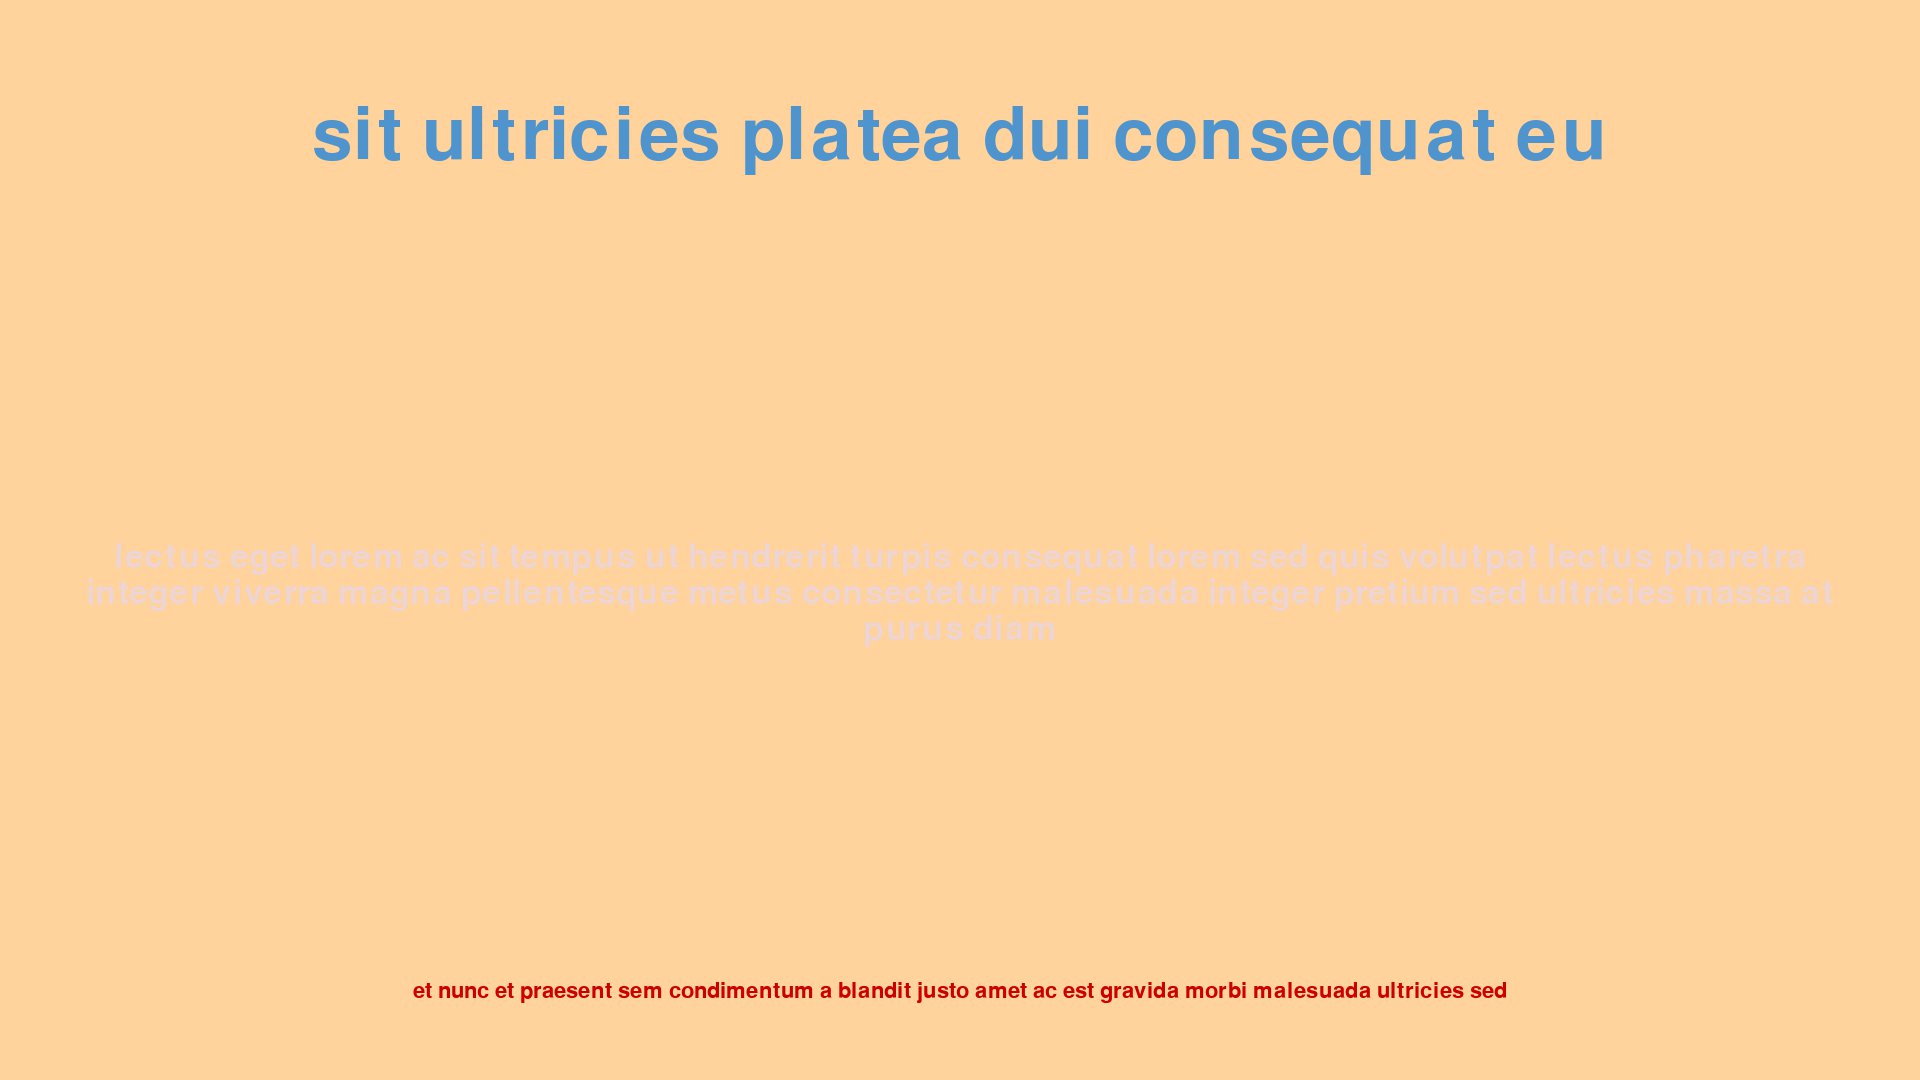 sit ultricies platea dui consequat eu
lectus eget lorem ac sit tempus ut hendrerit turpis consequat lorem sed quis volutpat lectus pharetra
integer viverra magna pellentesque metus consectetur malesuada integer pretium sed ultricies massa at
purus diam
et nunc et praesent sem condimentum a blandit justo amet ac est gravida morbi malesuada ultricies sed